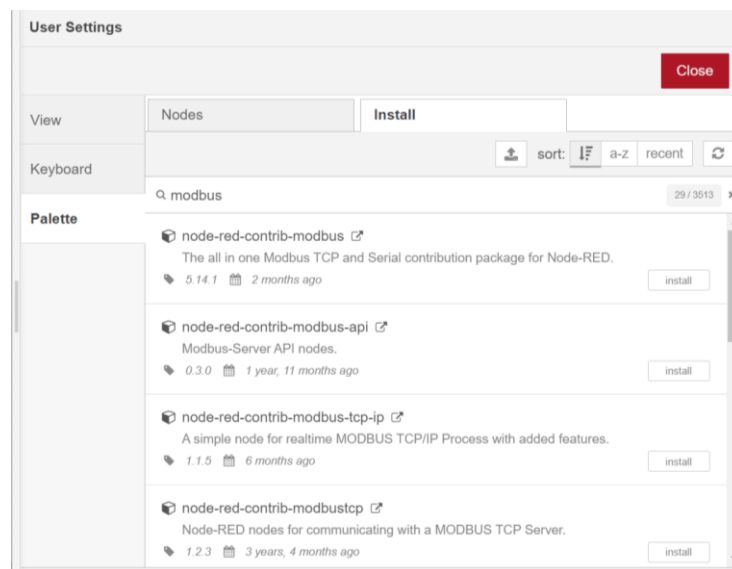 User Settings
Close
View
Keyboard
Palette
Nodes
Install
sort: a-z recent
modbus
29 / 3513
node-red-contrib-modbus
The all in one Modbus TCP and Serial contribution package for Node-RED.
5.14.1 2 months ago
install
node-red-contrib-modbus-api
Modbus-Server API nodes.
0.3.0 1 year, 11 months ago
install
node-red-contrib-modbus-tcp-ip
A simple node for realtime MODBUS TCP/IP Process with added features.
1.1.5 6 months ago
install
node-red-contrib-modbustcp
Node-RED nodes for communicating with a MODBUS TCP Server.
1.2.3 3 years, 4 months ago
install